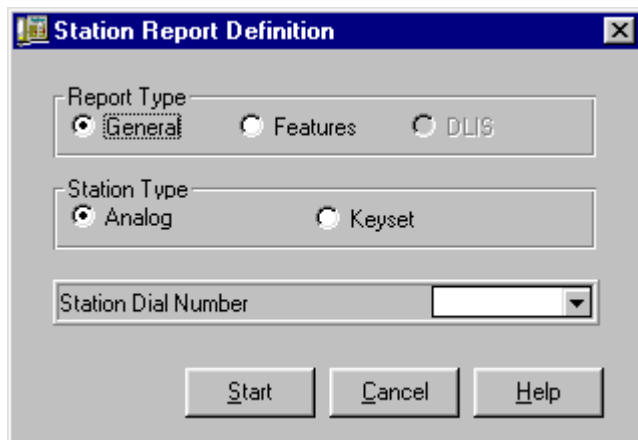 Station Report Definition
Report Type
General Features DLIS
Station Type
Analog Keyset
Station Dial Number
Start Cancel Help